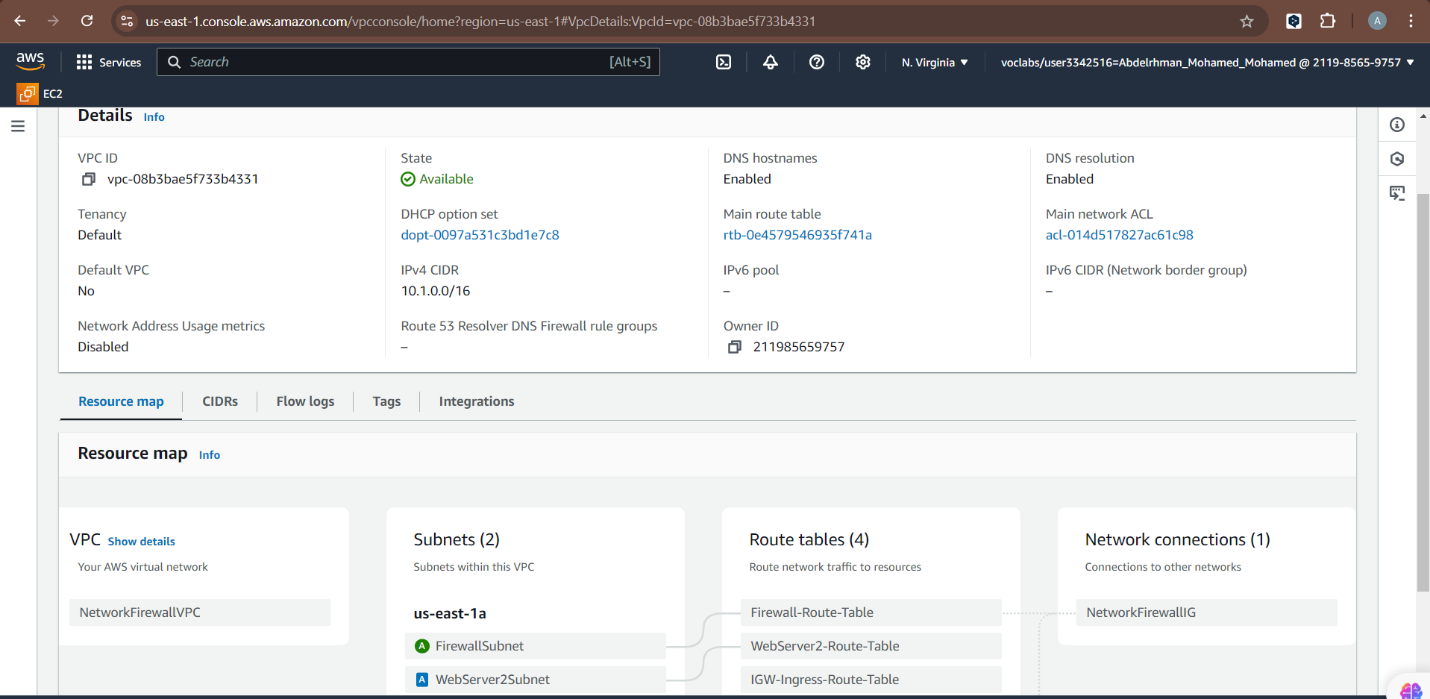 us-east-1.console.aws.amazon.com/vpcconsole/home?region=us-east-1#VpcDetails:VpcId=vpc-08b3bae5f733b4331
A
aws
Services
Search
[Alt+S]
N. Virginia
voclabs/user3342516=Abdelrhman_Mohamed_Mohamed @ 2119-8565-9757
EC2
Details Info
VPC ID
vpc-08b3bae5f733b4331
State
Available
DNS hostnames
Enabled
DNS resolution
Enabled
Tenancy
Default
DHCP option set
dopt-0097a531c3bd1e7c8
Main route table
rtb-0e4579546935f741a
Main network ACL
acl-014d517827ac61c98
Default VPC
No
IPv4 CIDR
10.1.0.0/16
IPv6 pool
–
IPv6 CIDR (Network border group)
–
Network Address Usage metrics
Disabled
Route 53 Resolver DNS Firewall rule groups
–
Owner ID
211985659757
Resource map
CIDRs
Flow logs
Tags
Integrations
Resource map Info
VPC Show details
Your AWS virtual network
NetworkFirewallVPC
Subnets (2)
Subnets within this VPC
us-east-1a
A FirewallSubnet
A WebServer2Subnet
Route tables (4)
Route network traffic to resources
Firewall-Route-Table
WebServer2-Route-Table
IGW-Ingress-Route-Table
Network connections (1)
Connections to other networks
NetworkFirewallIG